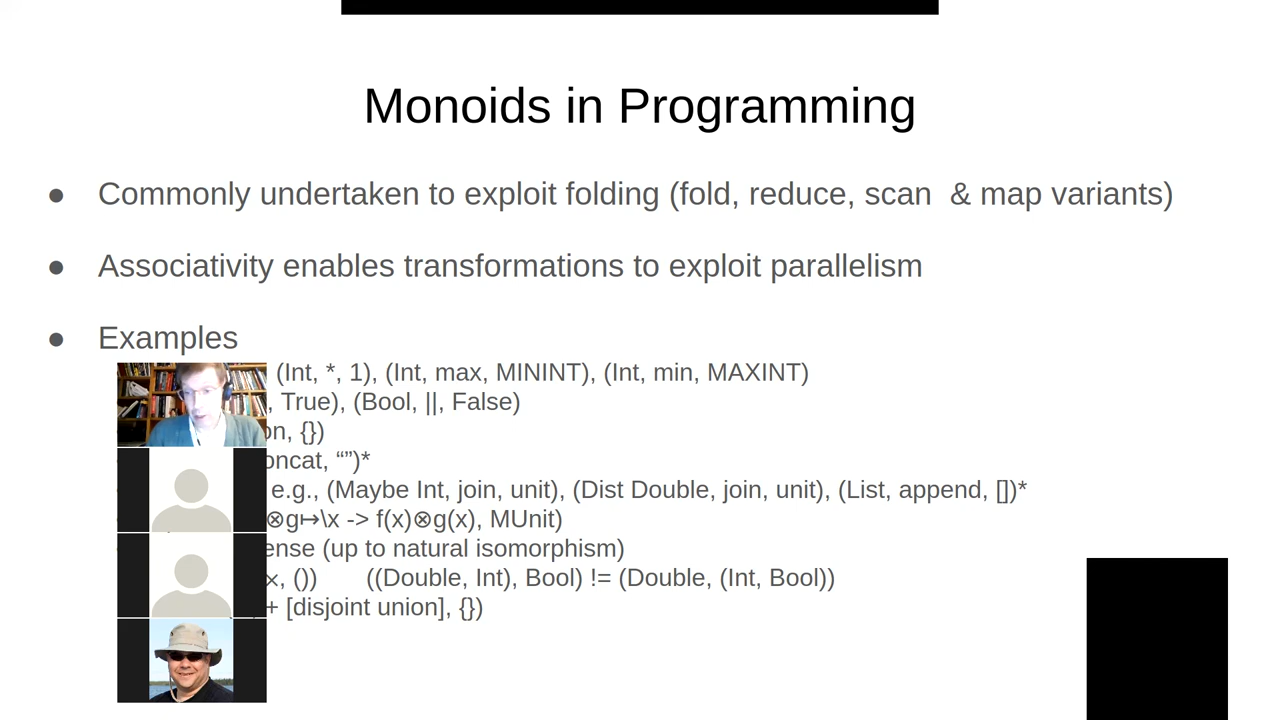 Monoids in Programming
● Commonly undertaken to exploit folding (fold, reduce, scan & map variants)
● Associativity enables transformations to exploit parallelism
● Examples
(Int, *, 1), (Int, max, MININT), (Int, min, MAXINT)
, True), (Bool, ||, False)
on, {})
oncat, “”)*
e.g., (Maybe Int, join, unit), (Dist Double, join, unit), (List, append, [])*
⊗g↦\x -> f(x)⊗g(x), MUnit)
ense (up to natural isomorphism)
x, ()) ((Double, Int), Bool) != (Double, (Int, Bool))
+ [disjoint union], {})